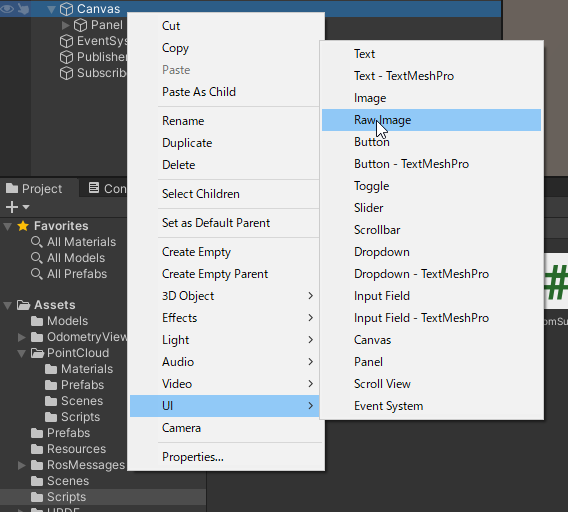 Canvas
Panel
EventSys
Publisher
Subscribe
Cut
Copy
Paste
Paste As Child
Rename
Duplicate
Delete
Select Children
Set as Default Parent
Create Empty
Create Empty Parent
3D Object
Effects
Light
Audio
Video
UI
Camera
Properties...
Text
Text - TextMeshPro
Image
Raw Image
Button
Button - TextMeshPro
Toggle
Slider
Scrollbar
Dropdown
Dropdown - TextMeshPro
Input Field
Input Field - TextMeshPro
Canvas
Panel
Scroll View
Event System
Project
Con
Favorites
All Materials
All Models
All Prefabs
Assets
Models
OdometryView
PointCloud
Materials
Prefabs
Scenes
Scripts
Prefabs
Resources
RosMessages
Scenes
Scripts
#
omSu